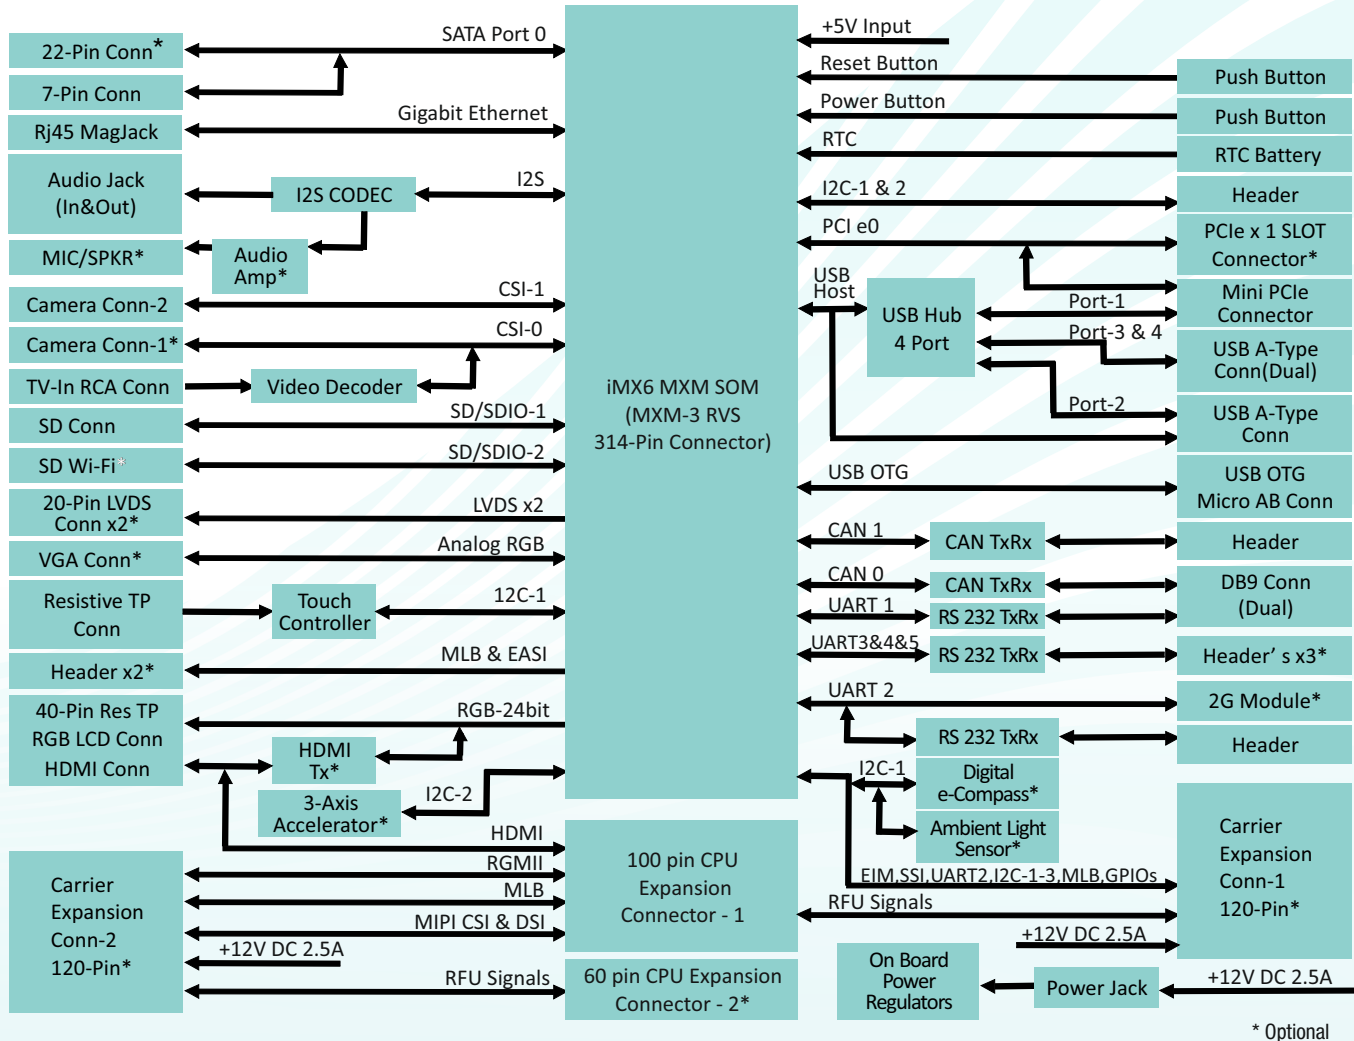 22-Pin Conn*
7-Pin Conn
Rj45 MagJack
Audio Jack
(In&Out)
MIC/SPKR*
Camera Conn-2
Camera Conn-1*
TV-In RCA Conn
SD Conn
SD Wi-Fi*
20-Pin LVDS
Conn x2*
VGA Conn*
Resistive TP
Conn
Header x2*
40-Pin Res TP
RGB LCD Conn
HDMI Conn
Carrier
Expansion
Conn-2
120-Pin*
SATA Port 0
Gigabit Ethernet
I2S
I2S CODEC
Audio
Amp*
CSI-1
CSI-0
Video Decoder
SD/SDIO-1
SD/SDIO-2
LVDS x2
Analog RGB
12C-1
Touch
Controller
MLB & EASI
RGB-24bit
HDMI
Tx*
I2C-2
3-Axis
Accelerator*
HDMI
RGMII
MLB
MIPI CSI & DSI
+12V DC 2.5A
RFU Signals
iMX6 MXM SOM
(MXM-3 RVS
314-Pin Connector)
100 pin CPU
Expansion
Connector - 1
60 pin CPU Expansion
Connector - 2*
+5V Input
Reset Button
Power Button
RTC
I2C-1 & 2
PCI e0
USB
Host
USB Hub
4 Port
Port-1
Port-3 & 4
Port-2
USB OTG
CAN 1
CAN TxRx
CAN 0
CAN TxRx
UART 1
RS 232 TxRx
UART3&4&5
RS 232 TxRx
UART 2
RS 232 TxRx
I2C-1
Digital
e-Compass*
Ambient Light
Sensor*
EIM,SSI,UART2,I2C-1-3,MLB,GPIOs
RFU Signals
+12V DC 2.5A
On Board
Power
Regulators
Power Jack
+12V DC 2.5A
Push Button
Push Button
RTC Battery
Header
PCIe x 1 SLOT
Connector*
Mini PCIe
Connector
USB A-Type
Conn(Dual)
USB A-Type
Conn
USB OTG
Micro AB Conn
Header
DB9 Conn
(Dual)
Header' s x3*
2G Module*
Header
Carrier
Expansion
Conn-1
120-Pin*
* Optional